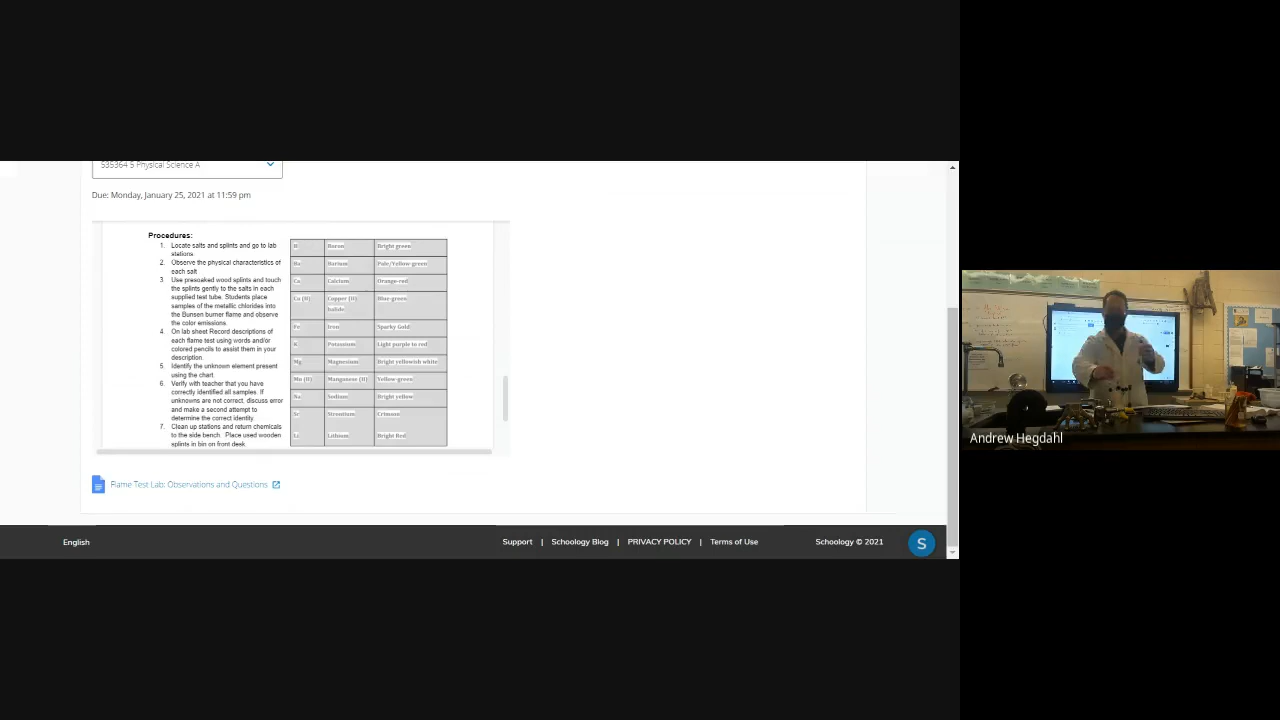 535364 5 Physical Science A
Due: Monday, January 25, 2021 at 11:59 pm
Procedures:
1. Locate salts and splints and go to lab
stations.
2. Observe the physical characteristics of
each salt
3. Use presoaked wood splints and touch
the splints gently to the salts in each
supplied test tube. Students place
samples of the metallic chlorides into
the Bunsen burner flame and observe
the color emissions.
4. On lab sheet Record descriptions of
each flame test using words and/or
colored pencils to assist them in your
description.
5. Identify the unknown element present
using the chart.
6. Verify with teacher that you have
correctly identified all samples. If
unknowns are not correct, discuss error
and make a second attempt to
determine the correct identity.
7. Clean up stations and return chemicals
to the side bench. Place used wooden
splints in bin on front desk.
B Boron Bright green
Ba Barium Pale/Yellow-green
Ca Calcium Orange-red
Cu (II) Copper (II) Blue-green
halide
Fe Iron Sparky Gold
K Potassium Light purple to red
Mg Magnesium Bright yellowish white
Mn (II) Manganese (II) Yellow-green
Na Sodium Bright yellow
Sr Strontium Crimson
Li Lithium Bright Red
Flame Test Lab: Observations and Questions
English
Support | Schoology Blog | PRIVACY POLICY | Terms of Use
Schoology © 2021
S
Andrew Hegdahl